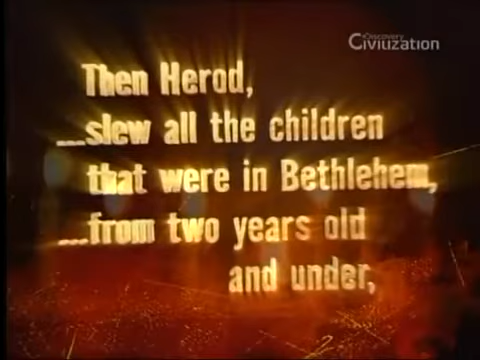 Discovery
Civilization
Then Herod,
...slew all the children
that were in Bethlehem,
...from two years old
and under,